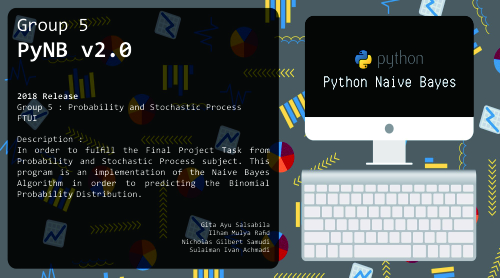 Group 5
PyNB v2.0
2018 Release
Group 5 : Probability and Stochastic Process
FTUI
Description :
In order to fulfill the Final Project Task from
Probability and Stochastic Process subject. This
program is an implementation of the Naive Bayes
Algorithm in order to predicting the Binomial
Probability Distribution.
Gita Ayu Salsabila
Ilham Mulya Rafid
Nicholas Gilbert Samudi
Sulaiman Ivan Achmadi
python
Python Naive Bayes